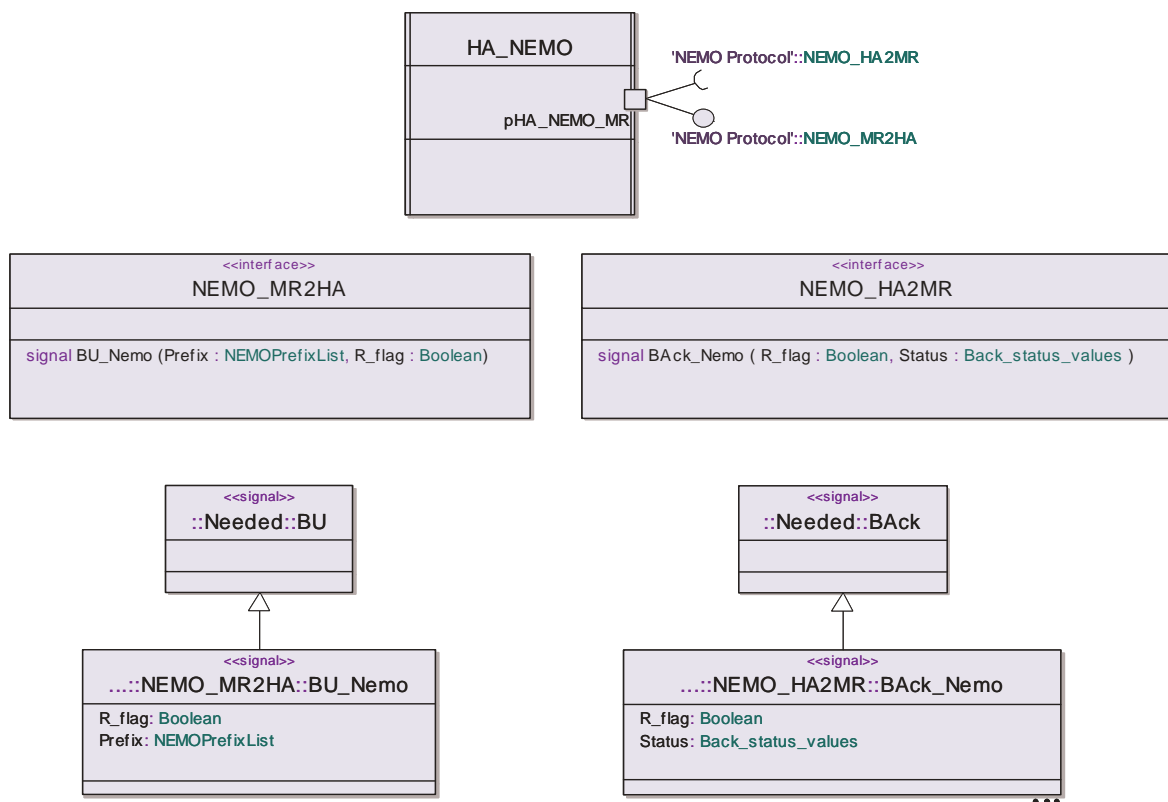 HA_NEMO
'NEMO Protocol'::NEMO_HA2MR
pHA_NEMO_MR
'NEMO Protocol'::NEMO_MR2HA
<<interface>>
NEMO_MR2HA
signal BU_Nemo (Prefix : NEMOPrefixList, R_flag : Boolean)
<<interface>>
NEMO_HA2MR
signal BAck_Nemo ( R_flag : Boolean, Status : Back_status_values )
<<signal>>
::Needed::BU
<<signal>>
::Needed::BAck
<<signal>>
...::NEMO_MR2HA::BU_Nemo
R_flag: Boolean
Prefix: NEMOPrefixList
<<signal>>
...::NEMO_HA2MR::BAck_Nemo
R_flag: Boolean
Status: Back_status_values
...